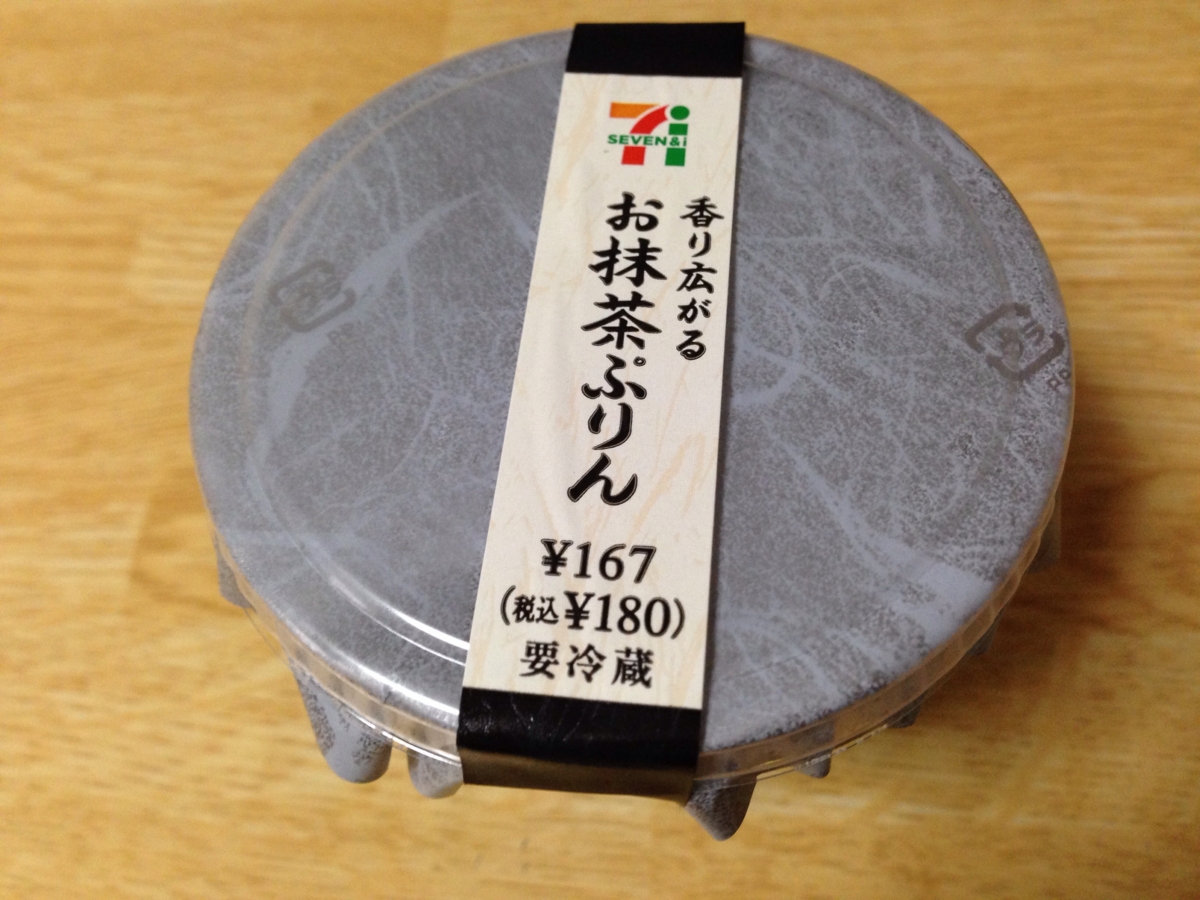 SEVEN&i
香り広がる
お抹茶ぷりん
¥167
(税込¥180)
要冷蔵